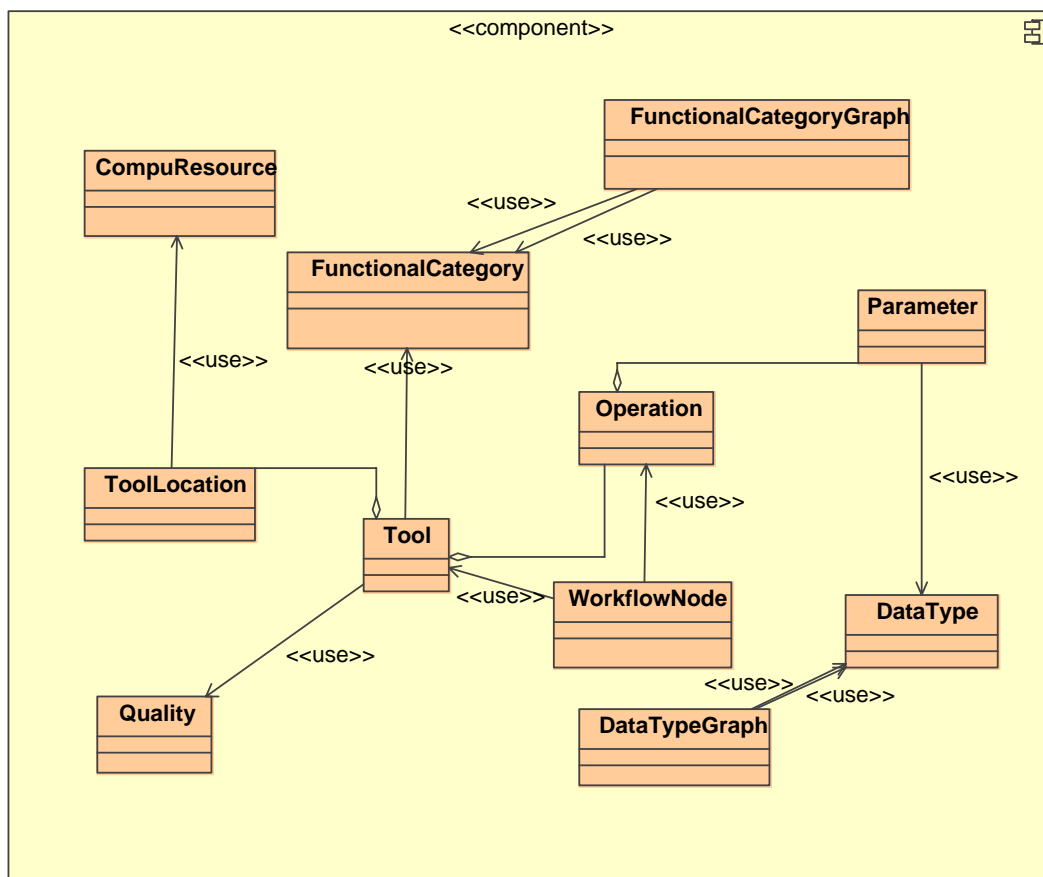 <<component>>
FunctionalCategoryGraph
CompuResource
<<use>>
<<use>>
FunctionalCategory
Parameter
<<use>>
<<use>>
Operation
ToolLocation
<<use>>
<<use>>
Tool
<<use>>
WorkflowNode
DataType
<<use>>
<<use>>
<<use>>
Quality
DataTypeGraph